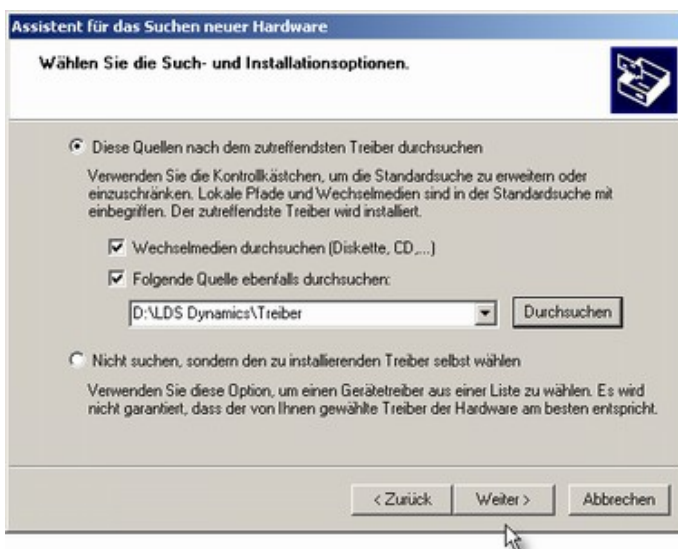 Assistent für das Suchen neuer Hardware
Wählen Sie die Such- und Installationsoptionen.
Diese Quellen nach dem zutreffendsten Treiber durchsuchen
Verwenden Sie die Kontrollkästchen, um die Standardsuche zu erweitern oder
einzuschränken. Lokale Pfade und Wechselmedien sind in der Standardsuche mit
einbegriffen. Der zutreffendste Treiber wird installiert.
Wechselmedien durchsuchen (Diskette, CD,...)
Folgende Quelle ebenfalls durchsuchen:
D:\LDS Dynamics\Treiber
Durchsuchen
Nicht suchen, sondern den zu installierenden Treiber selbst wählen
Verwenden Sie diese Option, um einen Gerätetreiber aus einer Liste zu wählen. Es wird
nicht garantiert, dass der von Ihnen gewählte Treiber der Hardware am besten entspricht.
< Zurück Weiter > Abbrechen